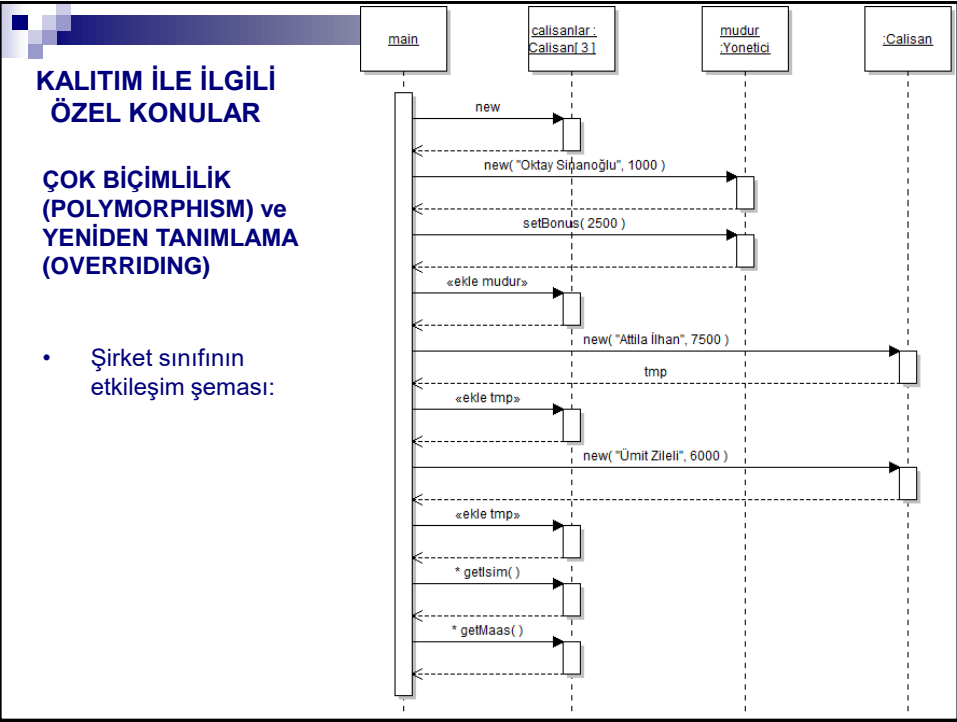 KALITIM İLE İLGİLİ
ÖZEL KONULAR
ÇOK BİÇİMLİLİK
(POLYMORPHISM) ve
YENİDEN TANIMLAMA
(OVERRIDING)
• Şirket sınıfının
etkileşim şeması:
main
calisanlar :
Calisan[ 3 ]
mudur
:Yonetici
:Calisan
new
new( "Oktay Sinanoğlu", 1000 )
setBonus( 2500 )
«ekle mudur»
new( "Attila İlhan", 7500 )
tmp
«ekle tmp»
new( "Ümit Zileli", 6000 )
«ekle tmp»
* getIsim( )
* getMaas( )